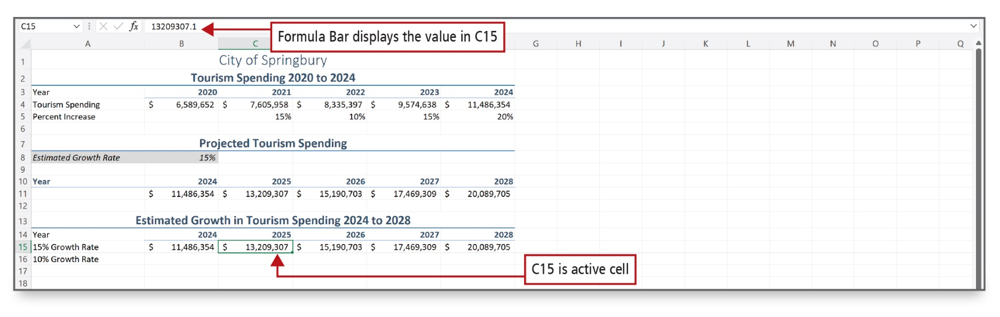 C15 fx 13209307.1
Formula Bar displays the value in C15
A B C G H I J K L M N O P Q
1 City of Springbury
2 Tourism Spending 2020 to 2024
3 Year 2020 2021 2022 2023 2024
4 Tourism Spending $ 6,589,652 $ 7,605,958 $ 8,335,397 $ 9,574,638 $ 11,486,354
5 Percent Increase 15% 10% 15% 20%
6
7 Projected Tourism Spending
8 Estimated Growth Rate 15%
9
10 Year 2024 2025 2026 2027 2028
11 $ 11,486,354 $ 13,209,307 $ 15,190,703 $ 17,469,309 $ 20,089,705
12
13 Estimated Growth in Tourism Spending 2024 to 2028
14 Year 2024 2025 2026 2027 2028
15 15% Growth Rate $ 11,486,354 $ 13,209,307 $ 15,190,703 $ 17,469,309 $ 20,089,705
16 10% Growth Rate
C15 is active cell
17
18